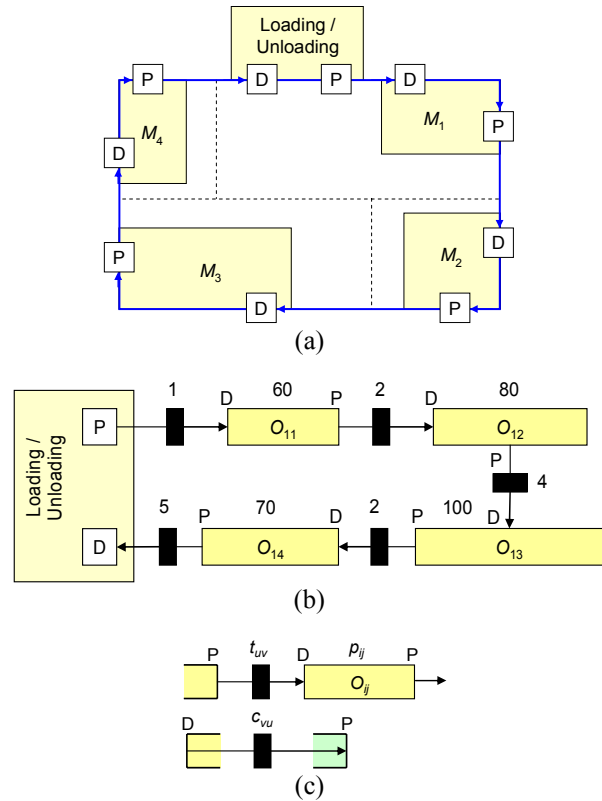 Loading /
Unloading
P D P D
M1
M4 P
D
D
P M3 M2
D P
(a)
1 60 2 80
D P D
P O11 O12
Loading /
Unloading
P
4
5 70 2 100
P D P D
D O14 O13
(b)
P tuv D pij P
Oij
D cvu P
(c)